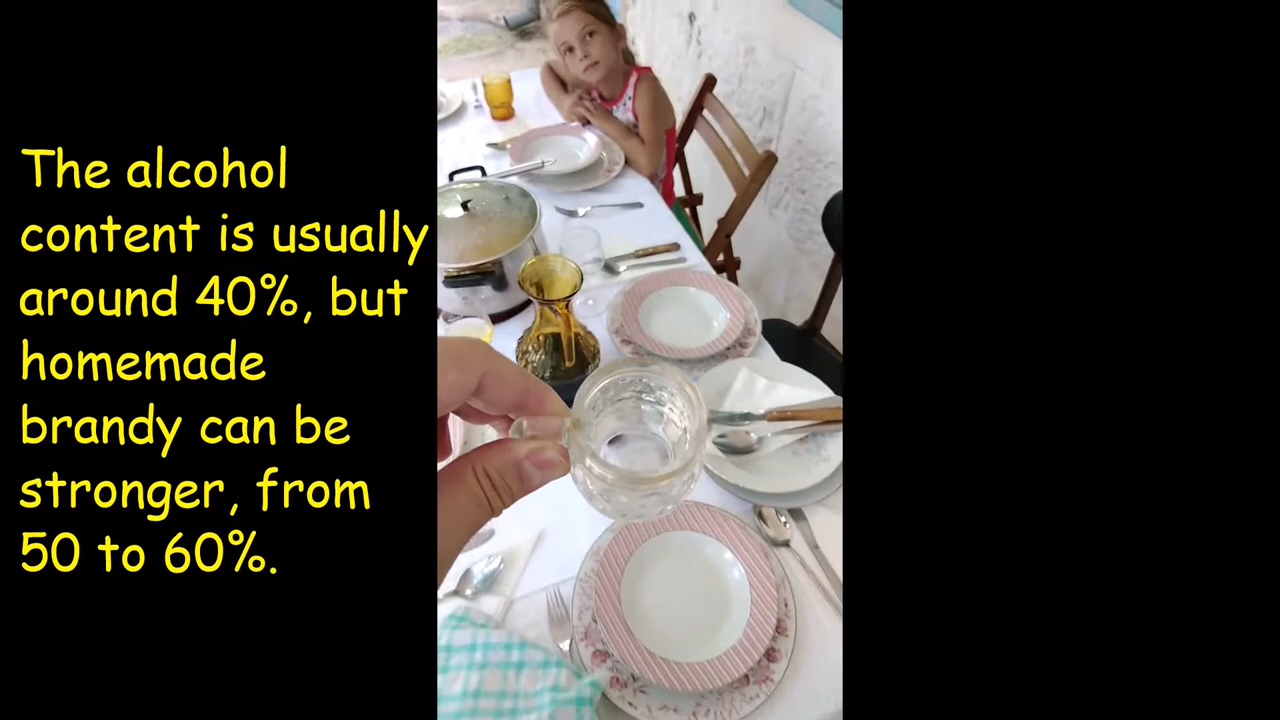 The alcohol
content is usually
around 40%, but
homemade
brandy can be
stronger, from
50 to 60%.